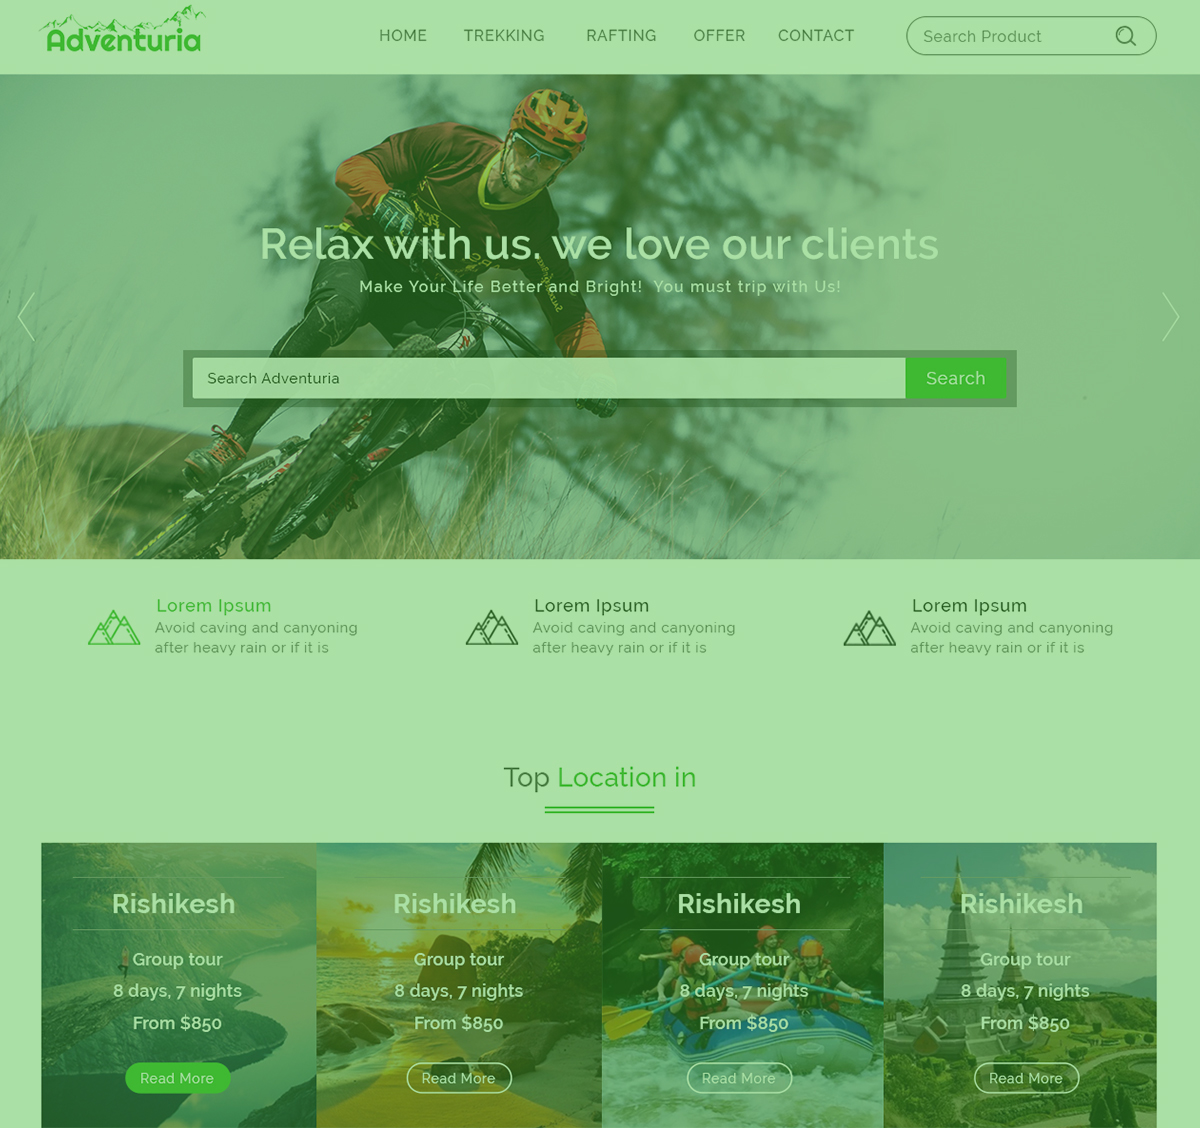 Adventuria
HOME TREKKING RAFTING OFFER CONTACT Search Product
Relax with us. we love our clients
Make Your Life Better and Bright! You must trip with Us!
Search Adventuria Search
Lorem Ipsum
Avoid caving and canyoning
after heavy rain or if it is
Lorem Ipsum
Avoid caving and canyoning
after heavy rain or if it is
Lorem Ipsum
Avoid caving and canyoning
after heavy rain or if it is
Top Location in
Rishikesh
Group tour
8 days, 7 nights
From $850
Read More
Rishikesh
Group tour
8 days, 7 nights
From $850
Read More
Rishikesh
Group tour
8 days, 7 nights
From $850
Read More
Rishikesh
Group tour
8 days, 7 nights
From $850
Read More